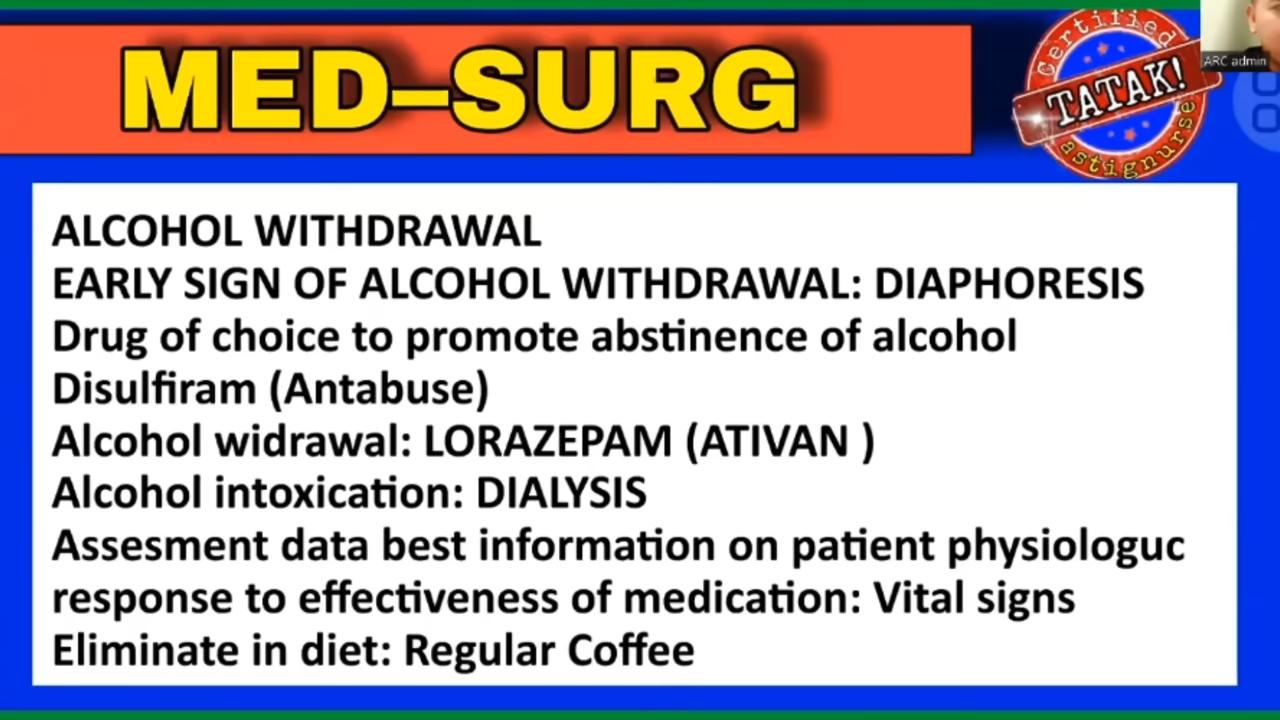 MED–SURG
Certified
TATAK!
astignurse
ARC admin
ALCOHOL WITHDRAWAL
EARLY SIGN OF ALCOHOL WITHDRAWAL: DIAPHORESIS
Drug of choice to promote abstinence of alcohol
Disulfiram (Antabuse)
Alcohol widrawal: LORAZEPAM (ATIVAN )
Alcohol intoxication: DIALYSIS
Assesment data best information on patient physiologuc
response to effectiveness of medication: Vital signs
Eliminate in diet: Regular Coffee